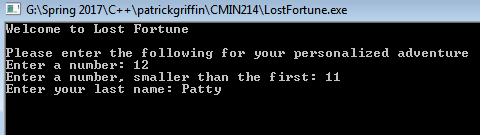 G:\Spring 2017\C++\patrickgriffin\CMIN214\LostFortune.exe
Welcome to Lost Fortune
Please enter the following for your personalized adventure
Enter a number: 12
Enter a number, smaller than the first: 11
Enter your last name: Patty